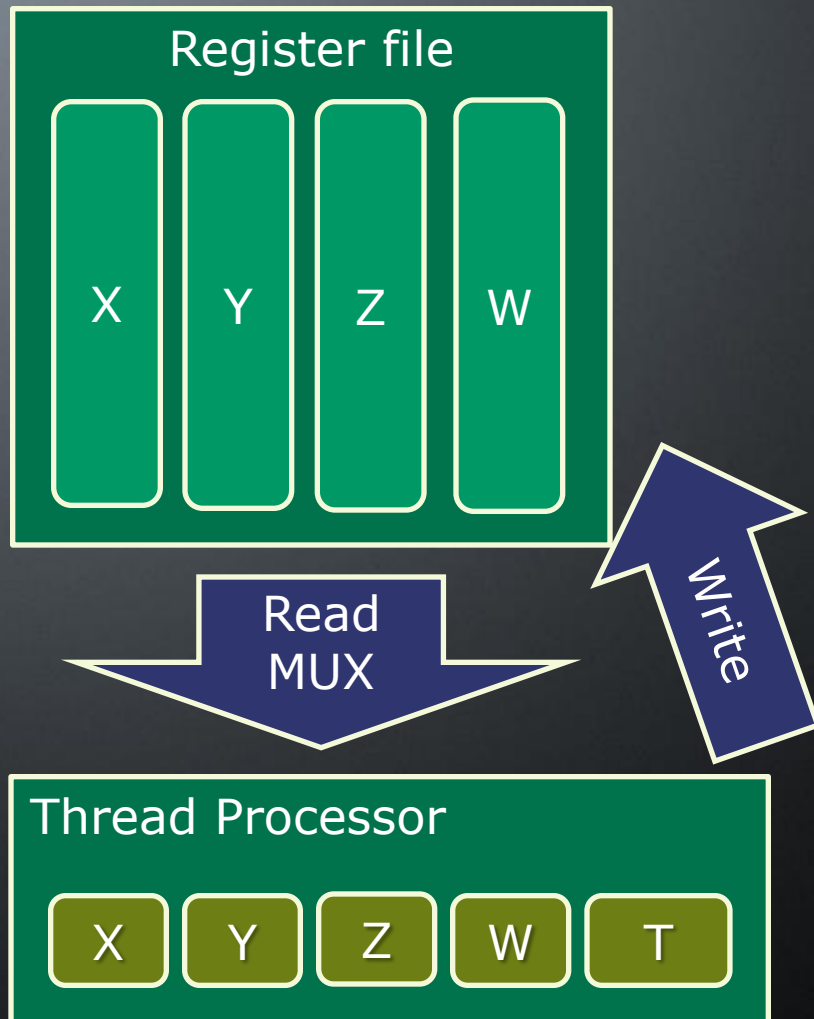 Register file
X Y Z W
Read
MUX
Write
Thread Processor
X Y Z W T